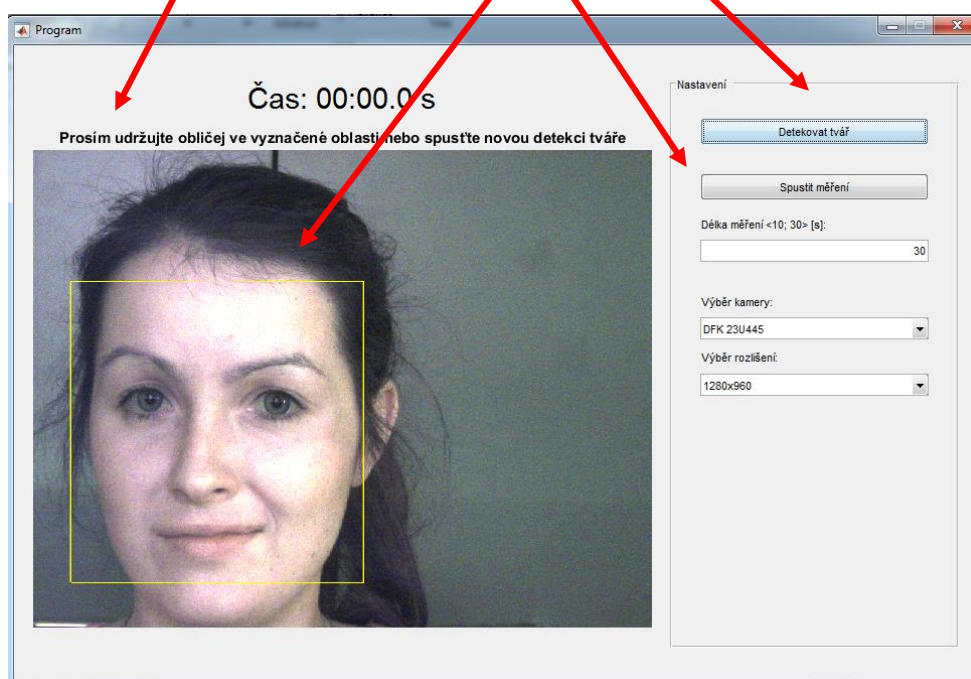 Program
Čas: 00:00.0 s
Prosím udržujte obličej ve vyznačené oblasti nebo spusťte novou detekci tváře
Nastavení
Detekovat tvář
Spustit měření
Délka měření <10; 30> [s]:
30
Výběr kamery:
DFK 23U445
Výběr rozlišení:
1280x960